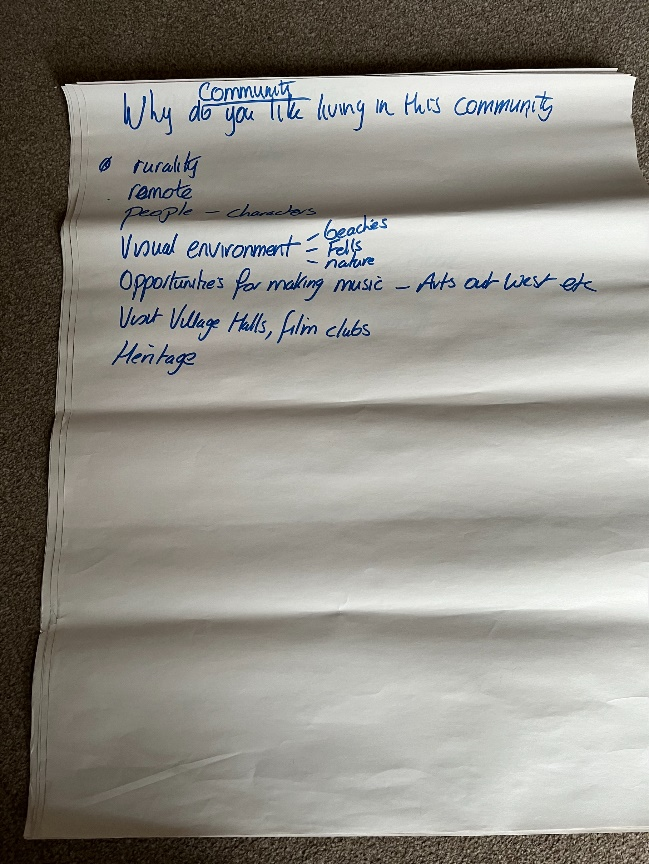 Community
Why do you like living in this community
rurality
remote
people - characters
Visual environment - beaches
- Fells
- nature
Opportunities for making music - Arts out West etc
Visit Village Halls, film clubs
Heritage